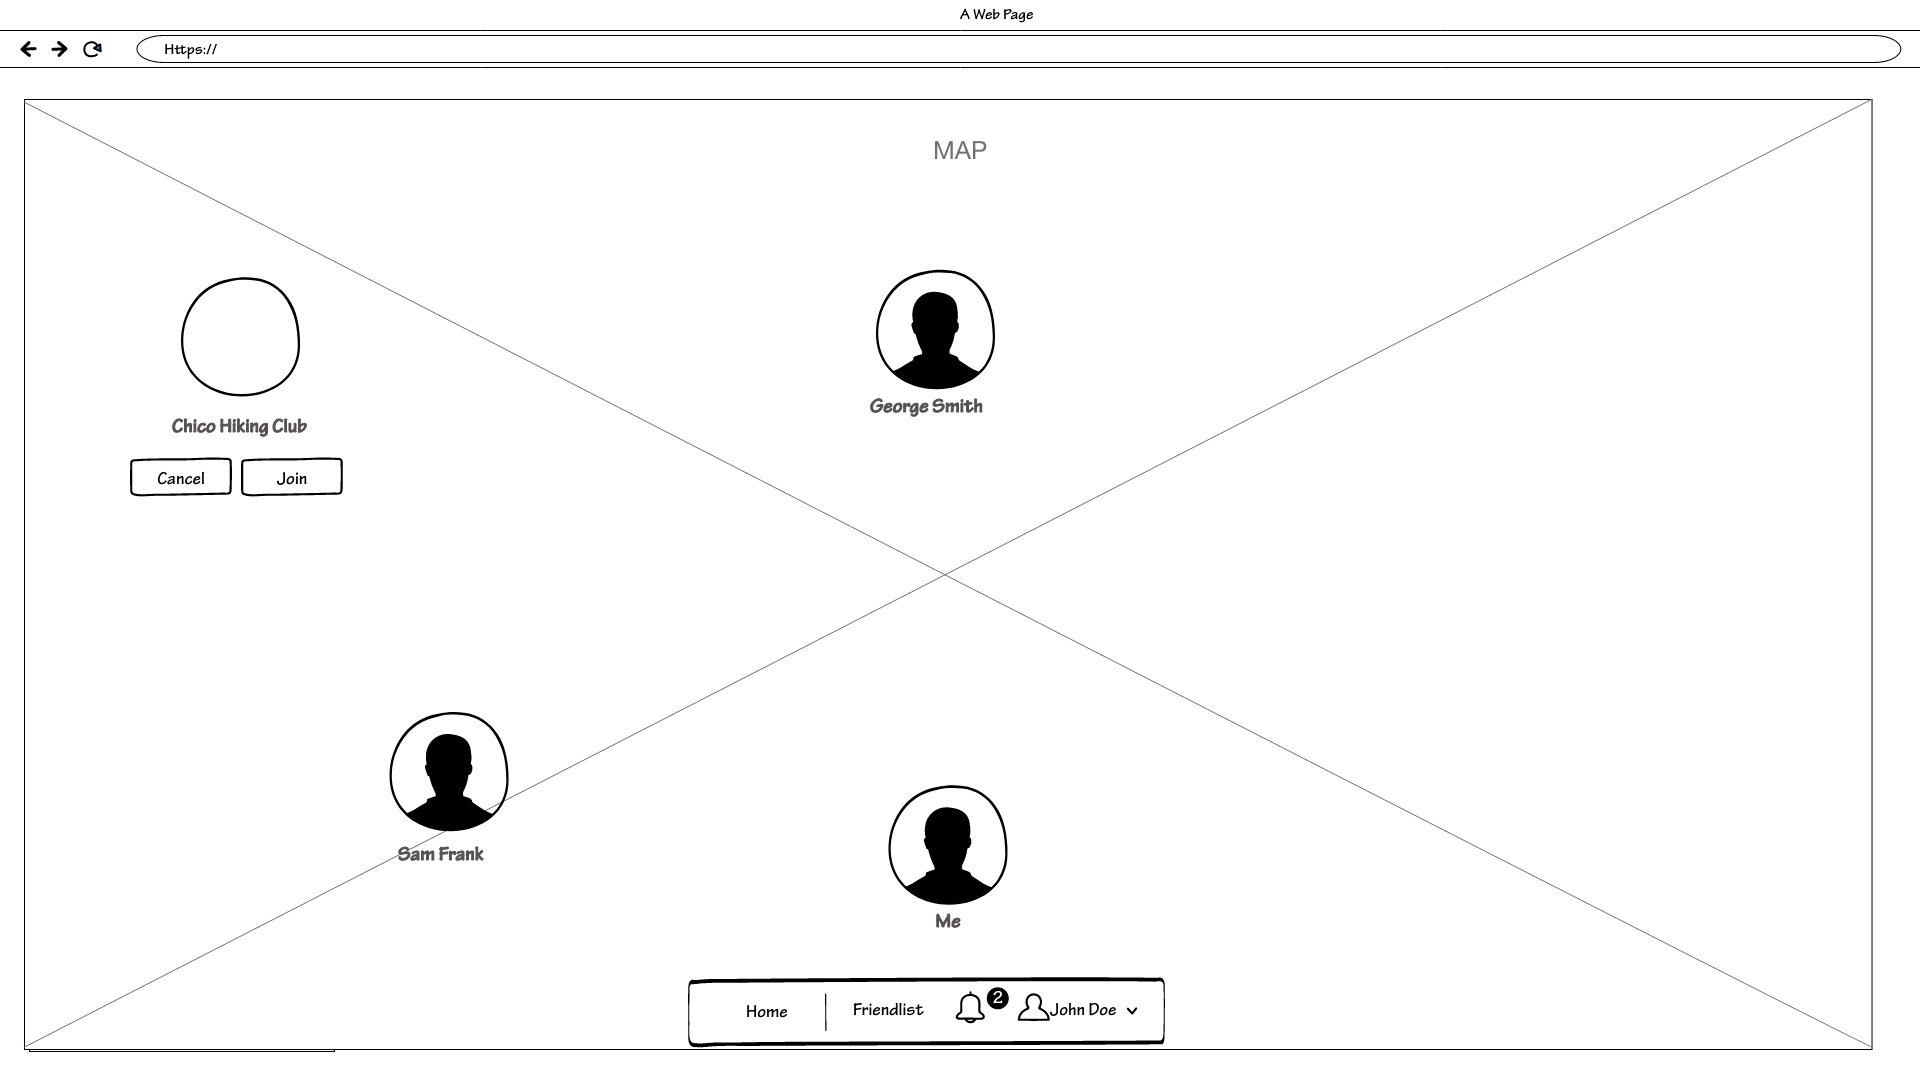 A Web Page
Https://
MAP
George Smith
Chico Hiking Club
Cancel Join
Sam Frank
Me
Home Friendlist 2 John Doe